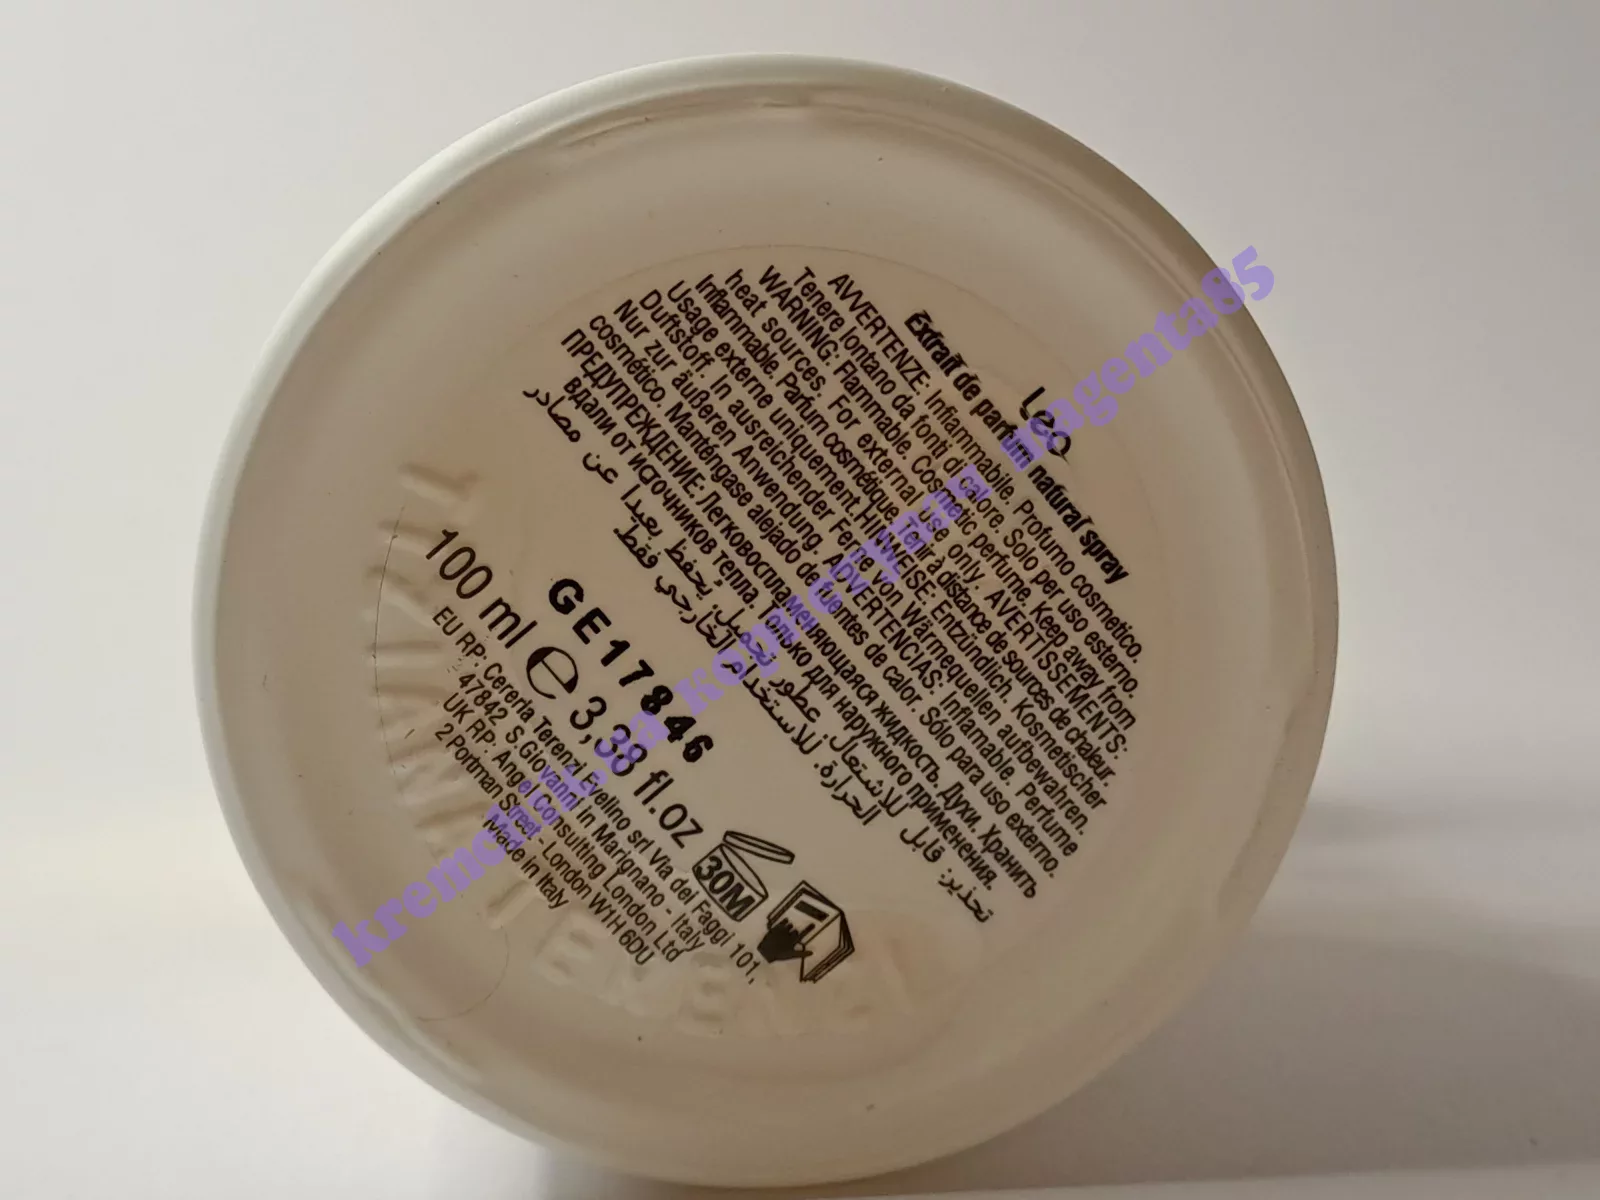 Leo
Extrait de parfum natural spray
AVVERTENZE: Infiammabile. Profumo cosmetico.
Tenere lontano da fonti di calore. Solo per uso esterno.
WARNING: Flammable. Cosmetic perfume. Keep away from
heat sources. For external use only. AVERTISSEMENTS:
Inflammable. Parfum cosmétique. Tenir a distance de sources de chaleur.
Usage externe uniquement. HINWEISE: Entzündlich. Kosmetischer
Duftstoff. In ausreichender Ferne von Wärmequellen aufbewahren.
Nur zur äußeren Anwendung. ADVERTENCIAS: Inflamable. Perfume
cosmético. Manténgase alejado de fuentes de calor. Sólo para uso externo.
ПРЕДУПРЕЖДЕНИЕ: Легковоспламеняющаяся жидкость. Духи. Хранить
вдали от источников тепла. Только для наружного применения.
تحذير: قابل للاشتعال. عطور تجميل. يُحفظ بعيدا عن مصادر
الحرارة. للاستخدام الخارجي فقط
GE17846
100 ml e 3,38 fl.oz
30M
EU RP: Cereria Terenzi Evelino srl Via del Faggi 101,
47842 S.Giovanni in Marignano - Italy
UK RP: Angel Consulting London Ltd
2 Portman Street - London W1H 6DU
Made in Italy
TIZIANA TERENZI